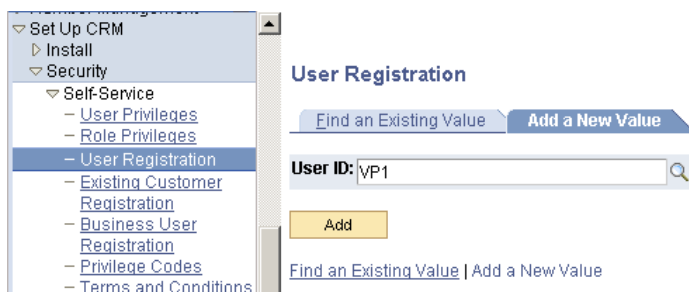 Set Up CRM
Install
Security
Self-Service
– User Privileges
– Role Privileges
– User Registration
– Existing Customer
Registration
– Business User
Registration
– Privilege Codes
– Terms and Conditions
User Registration
Find an Existing Value
Add a New Value
User ID: VP1
Add
Find an Existing Value | Add a New Value